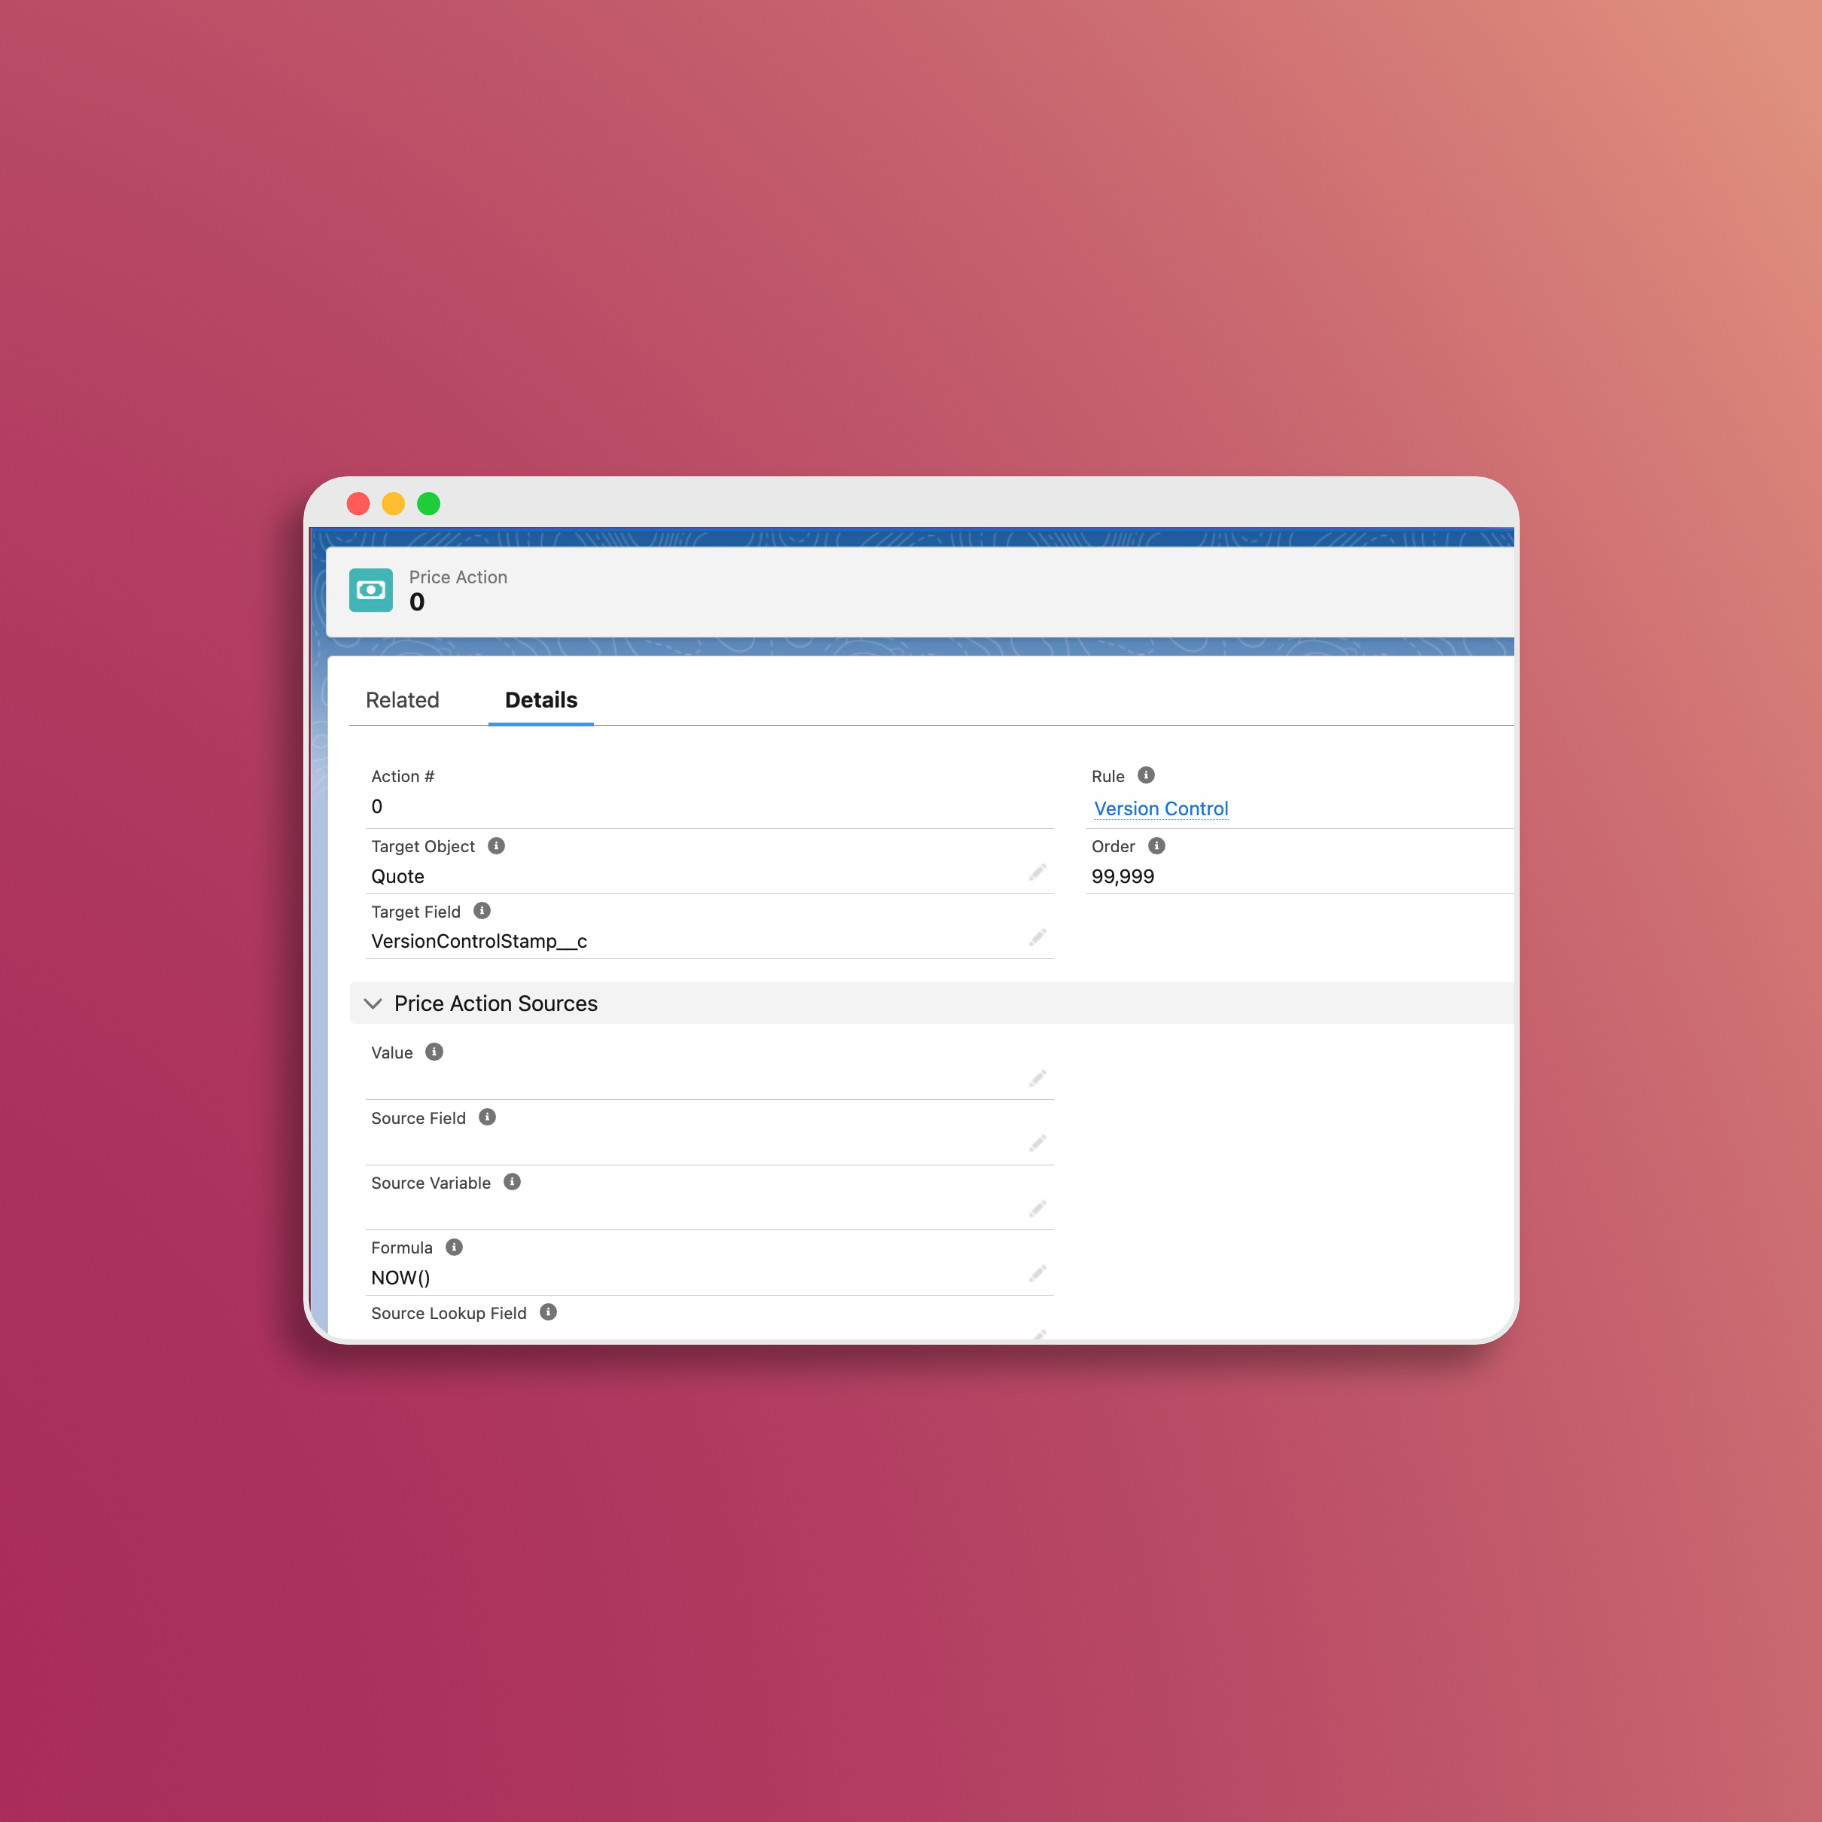 Price Action
0
Related
Details
Action #
0
Rule
Version Control
Target Object
Quote
Order
99,999
Target Field
VersionControlStamp__c
Price Action Sources
Value
Source Field
Source Variable
Formula
NOW()
Source Lookup Field